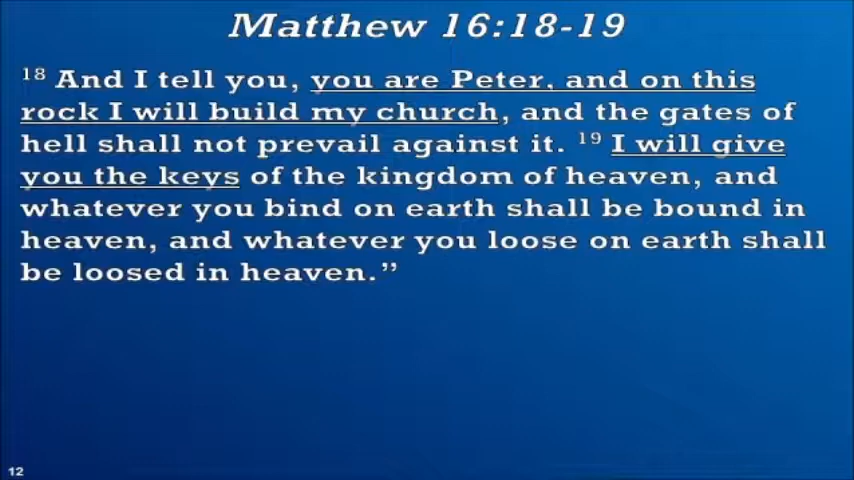 Matthew 16:18-19
18 And I tell you, you are Peter, and on this
rock I will build my church, and the gates of
hell shall not prevail against it. 19 I will give
you the keys of the kingdom of heaven, and
whatever you bind on earth shall be bound in
heaven, and whatever you loose on earth shall
be loosed in heaven.”
12